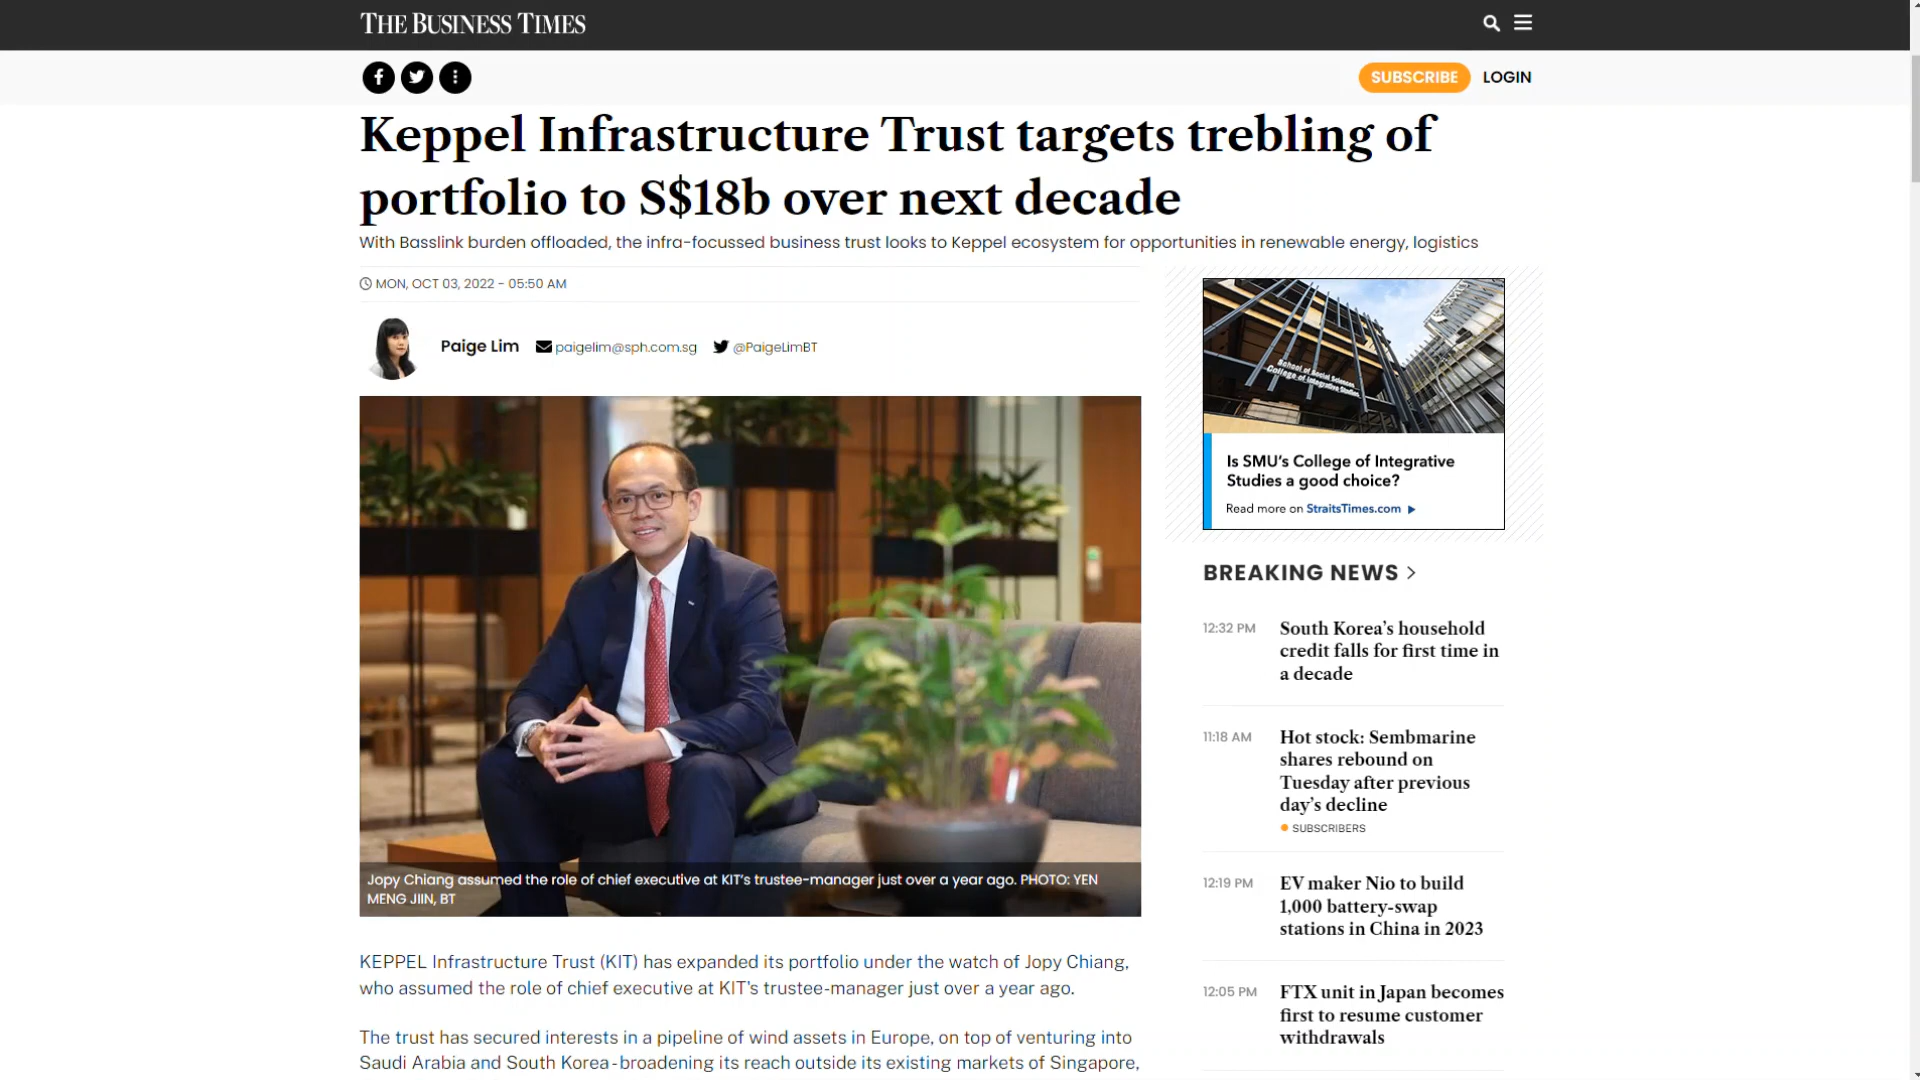 THE BUSINESS TIMES
SUBSCRIBE
LOGIN
Keppel Infrastructure Trust targets trebling of
portfolio to S$18b over next decade
With Basslink burden offloaded, the infra-focussed business trust looks to Keppel ecosystem for opportunities in renewable energy, logistics
MON, OCT 03, 2022 - 05:50 AM
Paige Lim
paigelim@sph.com.sg
@PaigeLimBT
Jopy Chiang assumed the role of chief executive at KIT's trustee-manager just over a year ago. PHOTO: YEN
MENG JIIN, BT
KEPPEL Infrastructure Trust (KIT) has expanded its portfolio under the watch of Jopy Chiang,
who assumed the role of chief executive at KIT's trustee-manager just over a year ago.
The trust has secured interests in a pipeline of wind assets in Europe, on top of venturing into
Saudi Arabia and South Korea - broadening its reach outside its existing markets of Singapore,
SMU
School of Social Sciences
College of Integrative Studies
Is SMU's College of Integrative
Studies a good choice?
Read more on StraitsTimes.com
BREAKING NEWS
12:32 PM
South Korea's household
credit falls for first time in
a decade
11:18 AM
Hot stock: Sembmarine
shares rebound on
Tuesday after previous
day's decline
SUBSCRIBERS
12:19 PM
EV maker Nio to build
1,000 battery-swap
stations in China in 2023
12:05 PM
FTX unit in Japan becomes
first to resume customer
withdrawals